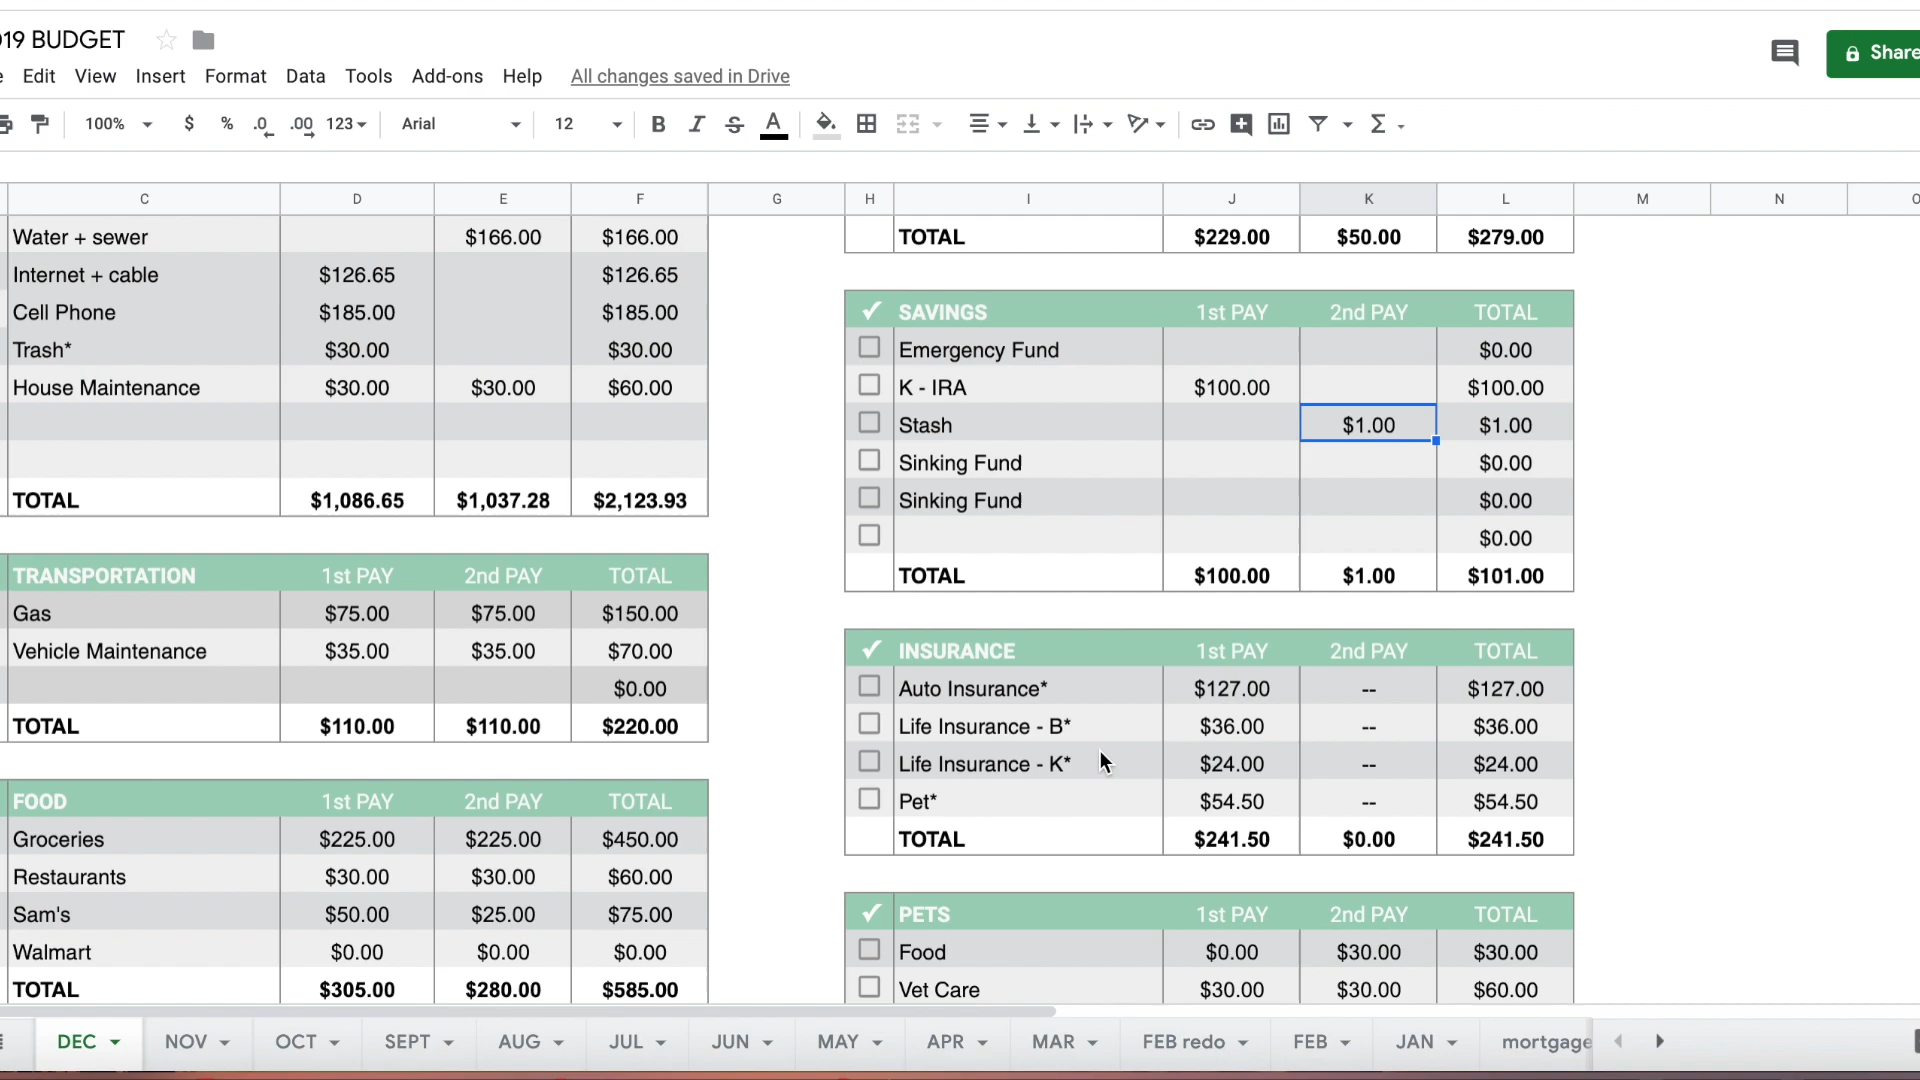 019 BUDGET
Edit View Insert Format Data Tools Add-ons Help All changes saved in Drive
Share
100% $ % .0 .00 123 Arial 12 B I S A
C D E F G H I J K L M N O
Water + sewer $166.00 $166.00
Internet + cable $126.65 $126.65
Cell Phone $185.00 $185.00
Trash* $30.00 $30.00
House Maintenance $30.00 $30.00 $60.00
TOTAL $1,086.65 $1,037.28 $2,123.93
TRANSPORTATION 1st PAY 2nd PAY TOTAL
Gas $75.00 $75.00 $150.00
Vehicle Maintenance $35.00 $35.00 $70.00
$0.00
TOTAL $110.00 $110.00 $220.00
FOOD 1st PAY 2nd PAY TOTAL
Groceries $225.00 $225.00 $450.00
Restaurants $30.00 $30.00 $60.00
Sam's $50.00 $25.00 $75.00
Walmart $0.00 $0.00 $0.00
TOTAL $305.00 $280.00 $585.00
TOTAL $229.00 $50.00 $279.00
✓ SAVINGS 1st PAY 2nd PAY TOTAL
Emergency Fund $0.00
K - IRA $100.00 $100.00
Stash $1.00 $1.00
Sinking Fund $0.00
Sinking Fund $0.00
$0.00
TOTAL $100.00 $1.00 $101.00
✓ INSURANCE 1st PAY 2nd PAY TOTAL
Auto Insurance* $127.00 -- $127.00
Life Insurance - B* $36.00 -- $36.00
Life Insurance - K* $24.00 -- $24.00
Pet* $54.50 -- $54.50
TOTAL $241.50 $0.00 $241.50
✓ PETS 1st PAY 2nd PAY TOTAL
Food $0.00 $30.00 $30.00
Vet Care $30.00 $30.00 $60.00
DEC NOV OCT SEPT AUG JUL JUN MAY APR MAR FEB redo FEB JAN mortgage